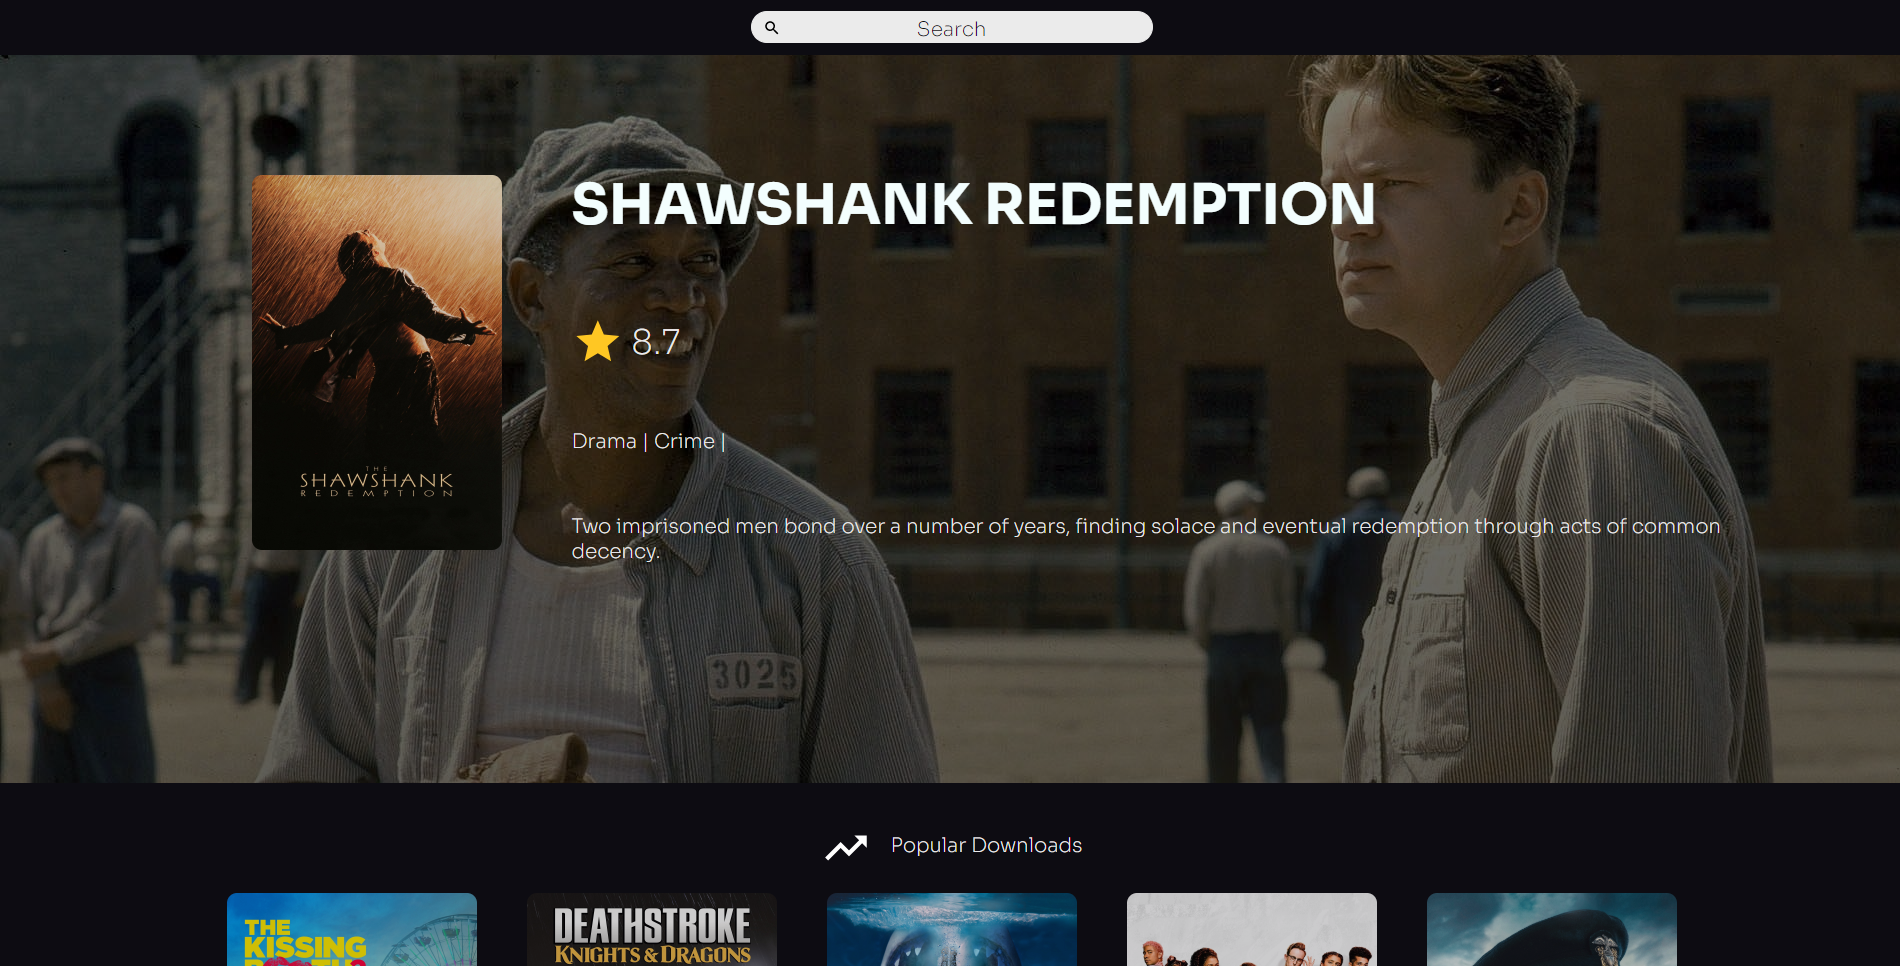 Search
SHAWSHANK REDEMPTION
8.7
Drama | Crime |
Two imprisoned men bond over a number of years, finding solace and eventual redemption through acts of common
decency.
THE
SHAWSHANK
REDEMPTION
3025
Popular Downloads
THE
KISSING
DEATHSTROKE
KNIGHTS & DRAGONS